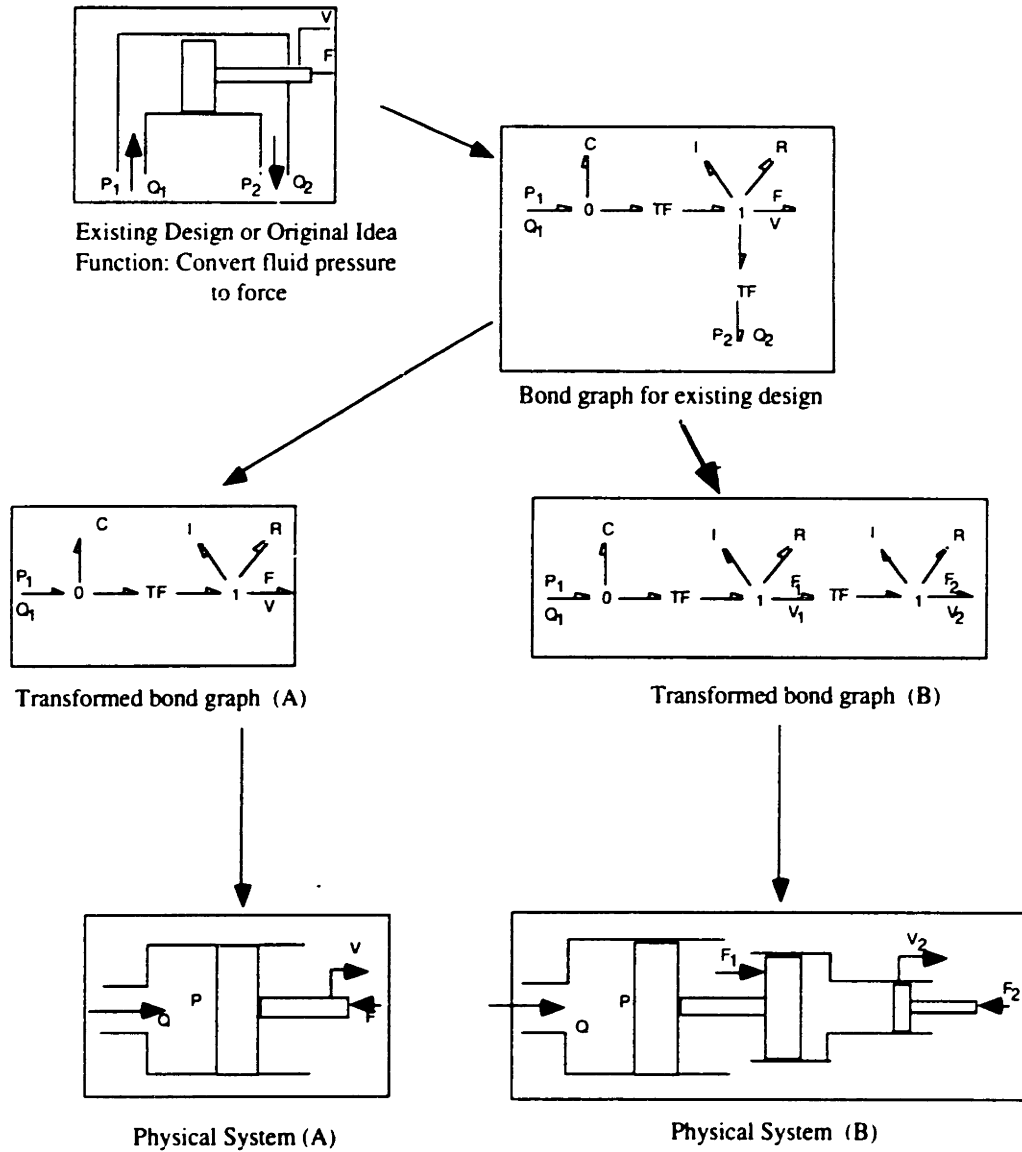 V
F
P1 Q1 P2 Q2
Existing Design or Original Idea
Function: Convert fluid pressure
to force
C I R
P1 F
0 TF 1
Q1 V
TF
P2 Q2
Bond graph for existing design
C I R
P1 F
0 TF 1
Q1 V
Transformed bond graph (A)
C I R I R
P1 F1 F2
0 TF 1 TF 1
Q1 V1 V2
Transformed bond graph (B)
V
P
Q F
Physical System (A)
F1 V2
P F2
Q
Physical System (B)